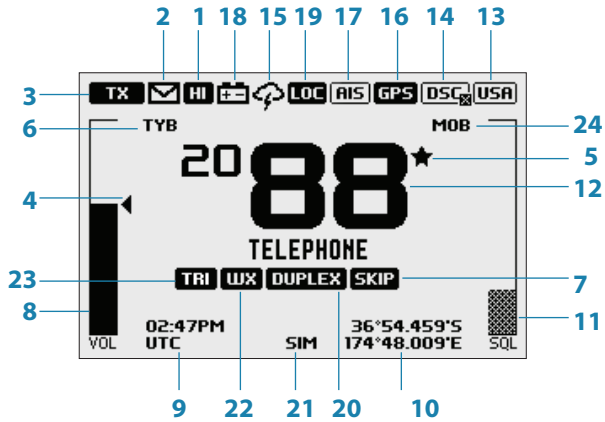 2 1 18 15 19 17 16 14 13
3 TX HI LOC AIS GPS DSC USA
6 TYB MOB 24
20 88 5
4 12
TELEPHONE
23 TRI WX DUPLEX SKIP 7
8 02:47PM 36°54.459'S 11
VOL UTC SIM 174°48.009'E SQL
9 22 21 20 10